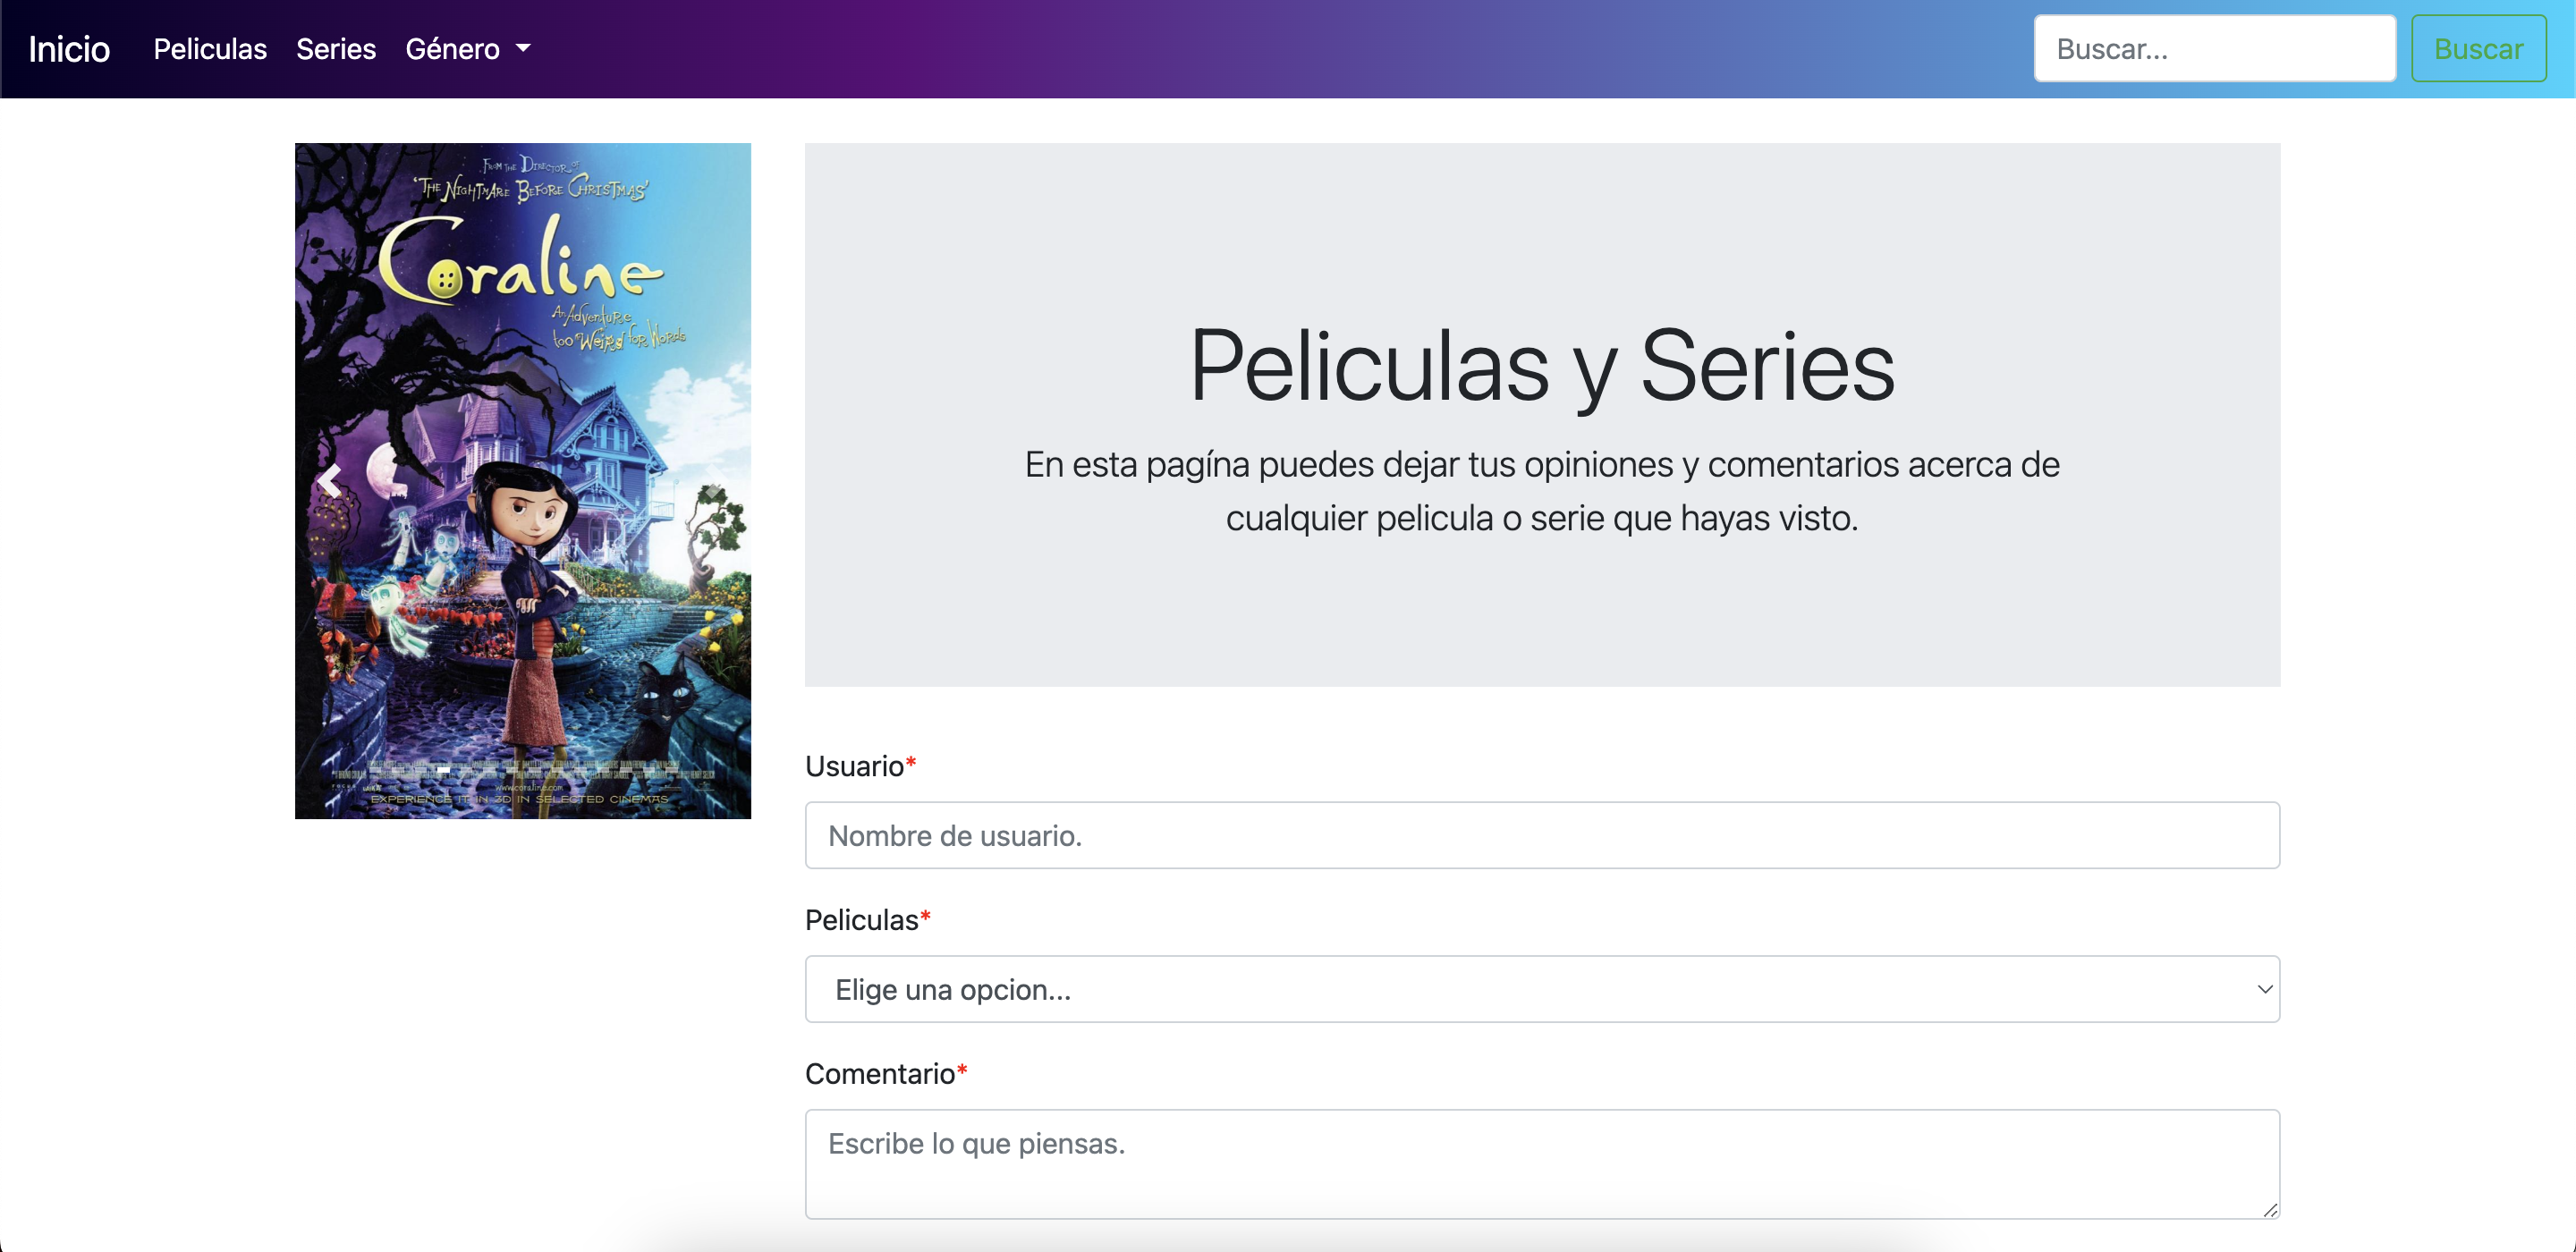 Inicio
Peliculas
Series
Género
Buscar...
Buscar
FROM THE DIRECTOR OF
'THE NIGHTMARE BEFORE CHRISTMAS'
Coraline
An Adventure
too Weird for Words
www.coraline.com
EXPERIENCE IT IN 3D IN SELECTED CINEMAS
Peliculas y Series
En esta pagína puedes dejar tus opiniones y comentarios acerca de
cualquier pelicula o serie que hayas visto.
Usuario*
Nombre de usuario.
Peliculas*
Elige una opcion...
Comentario*
Escribe lo que piensas.